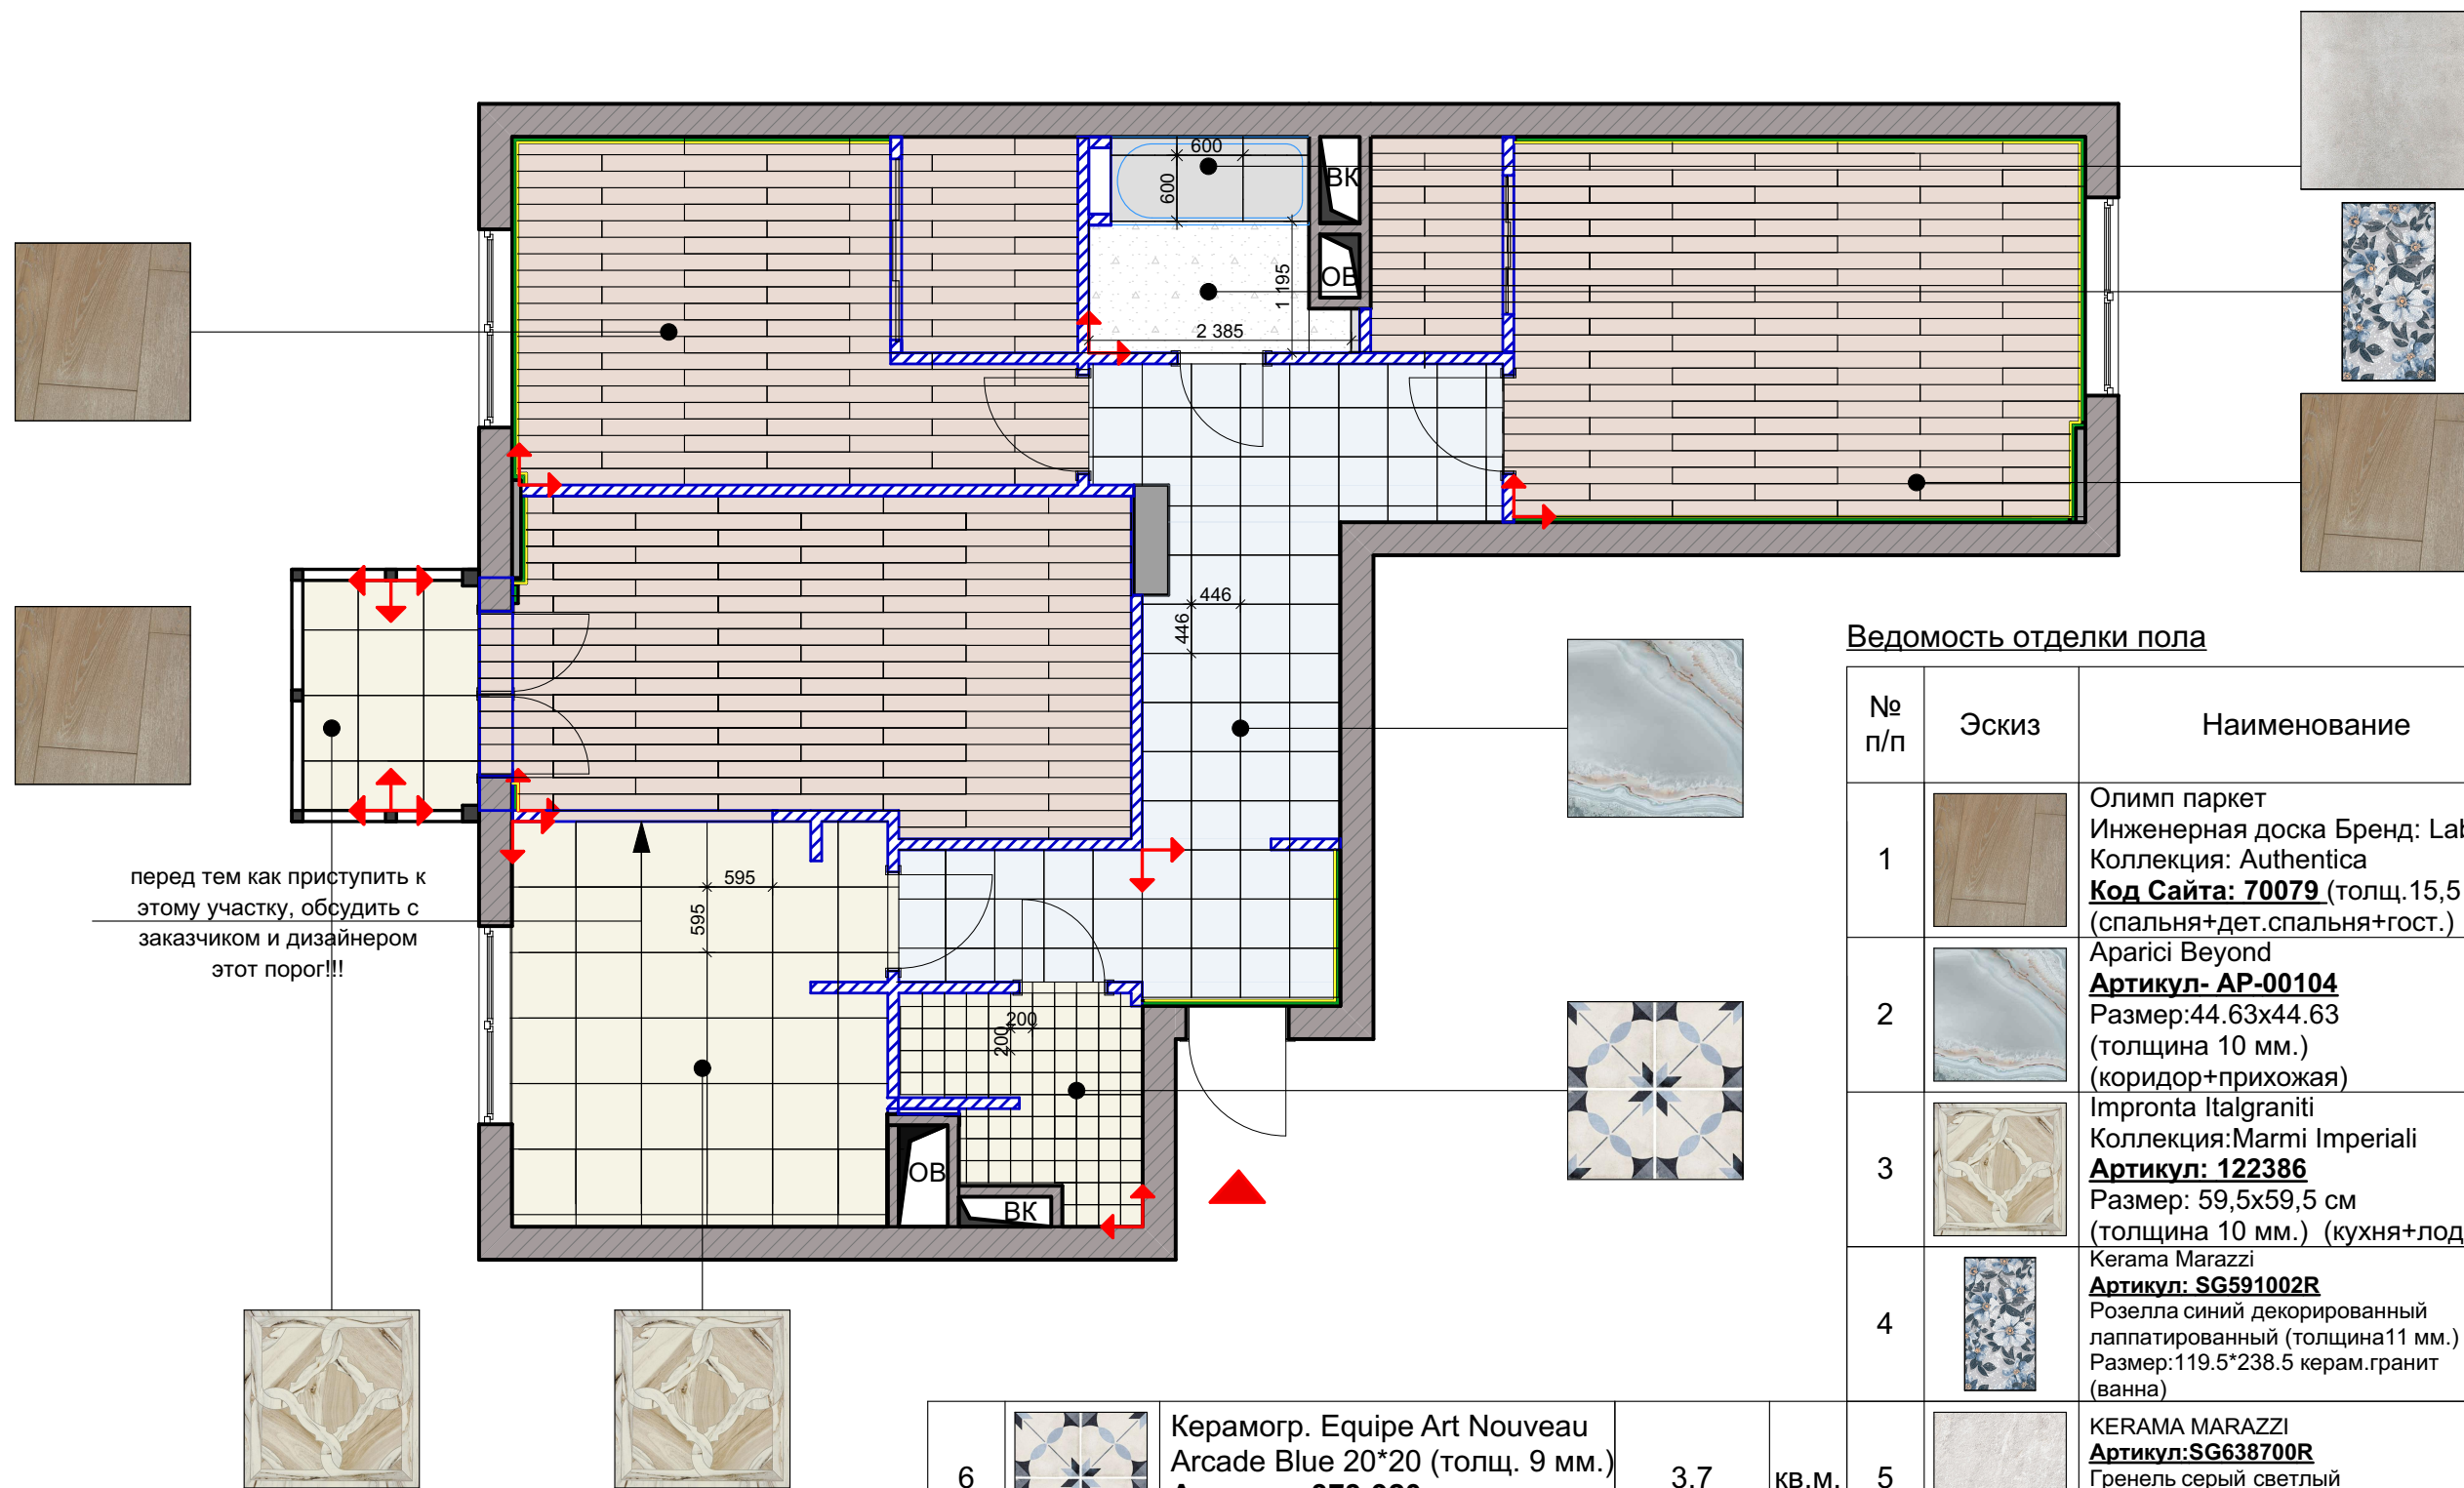 600
600
ВК
ОВ
1 195
2 385
446
446
595
595
200
200
ОВ
ВК
перед тем как приступить к
этому участку, обсудить с
заказчиком и дизайнером
этот порог!!!
Ведомость отделки пола
№
п/п
Эскиз
Наименование
1
Олимп паркет
Инженерная доска Бренд:
Коллекция: Authentica
Код Сайта: 70079 (толщ.15,5
(спальня+дет.спальня+гост.)
2
Aparici Beyond
Артикул- AP-00104
Размер:44.63x44.63
(толщина 10 мм.)
(коридор+прихожая)
3
Impronta Italgraniti
Коллекция:Marmi Imperiali
Артикул: 122386
Размер: 59,5x59,5 см
(толщина 10 мм.) (кухня+лод
4
Kerama Marazzi
Артикул: SG591002R
Розелла синий декорированный
лаппатированный (толщина11 мм.)
Размер:119.5*238.5 керам.гранит
(ванна)
5
KERAMA MARAZZI
Артикул:SG638700R
Гренель серый светлый
6
Керамогр. Equipe Art Nouveau
Arcade Blue 20*20 (толщ. 9 мм.)
3,7
кв.м.